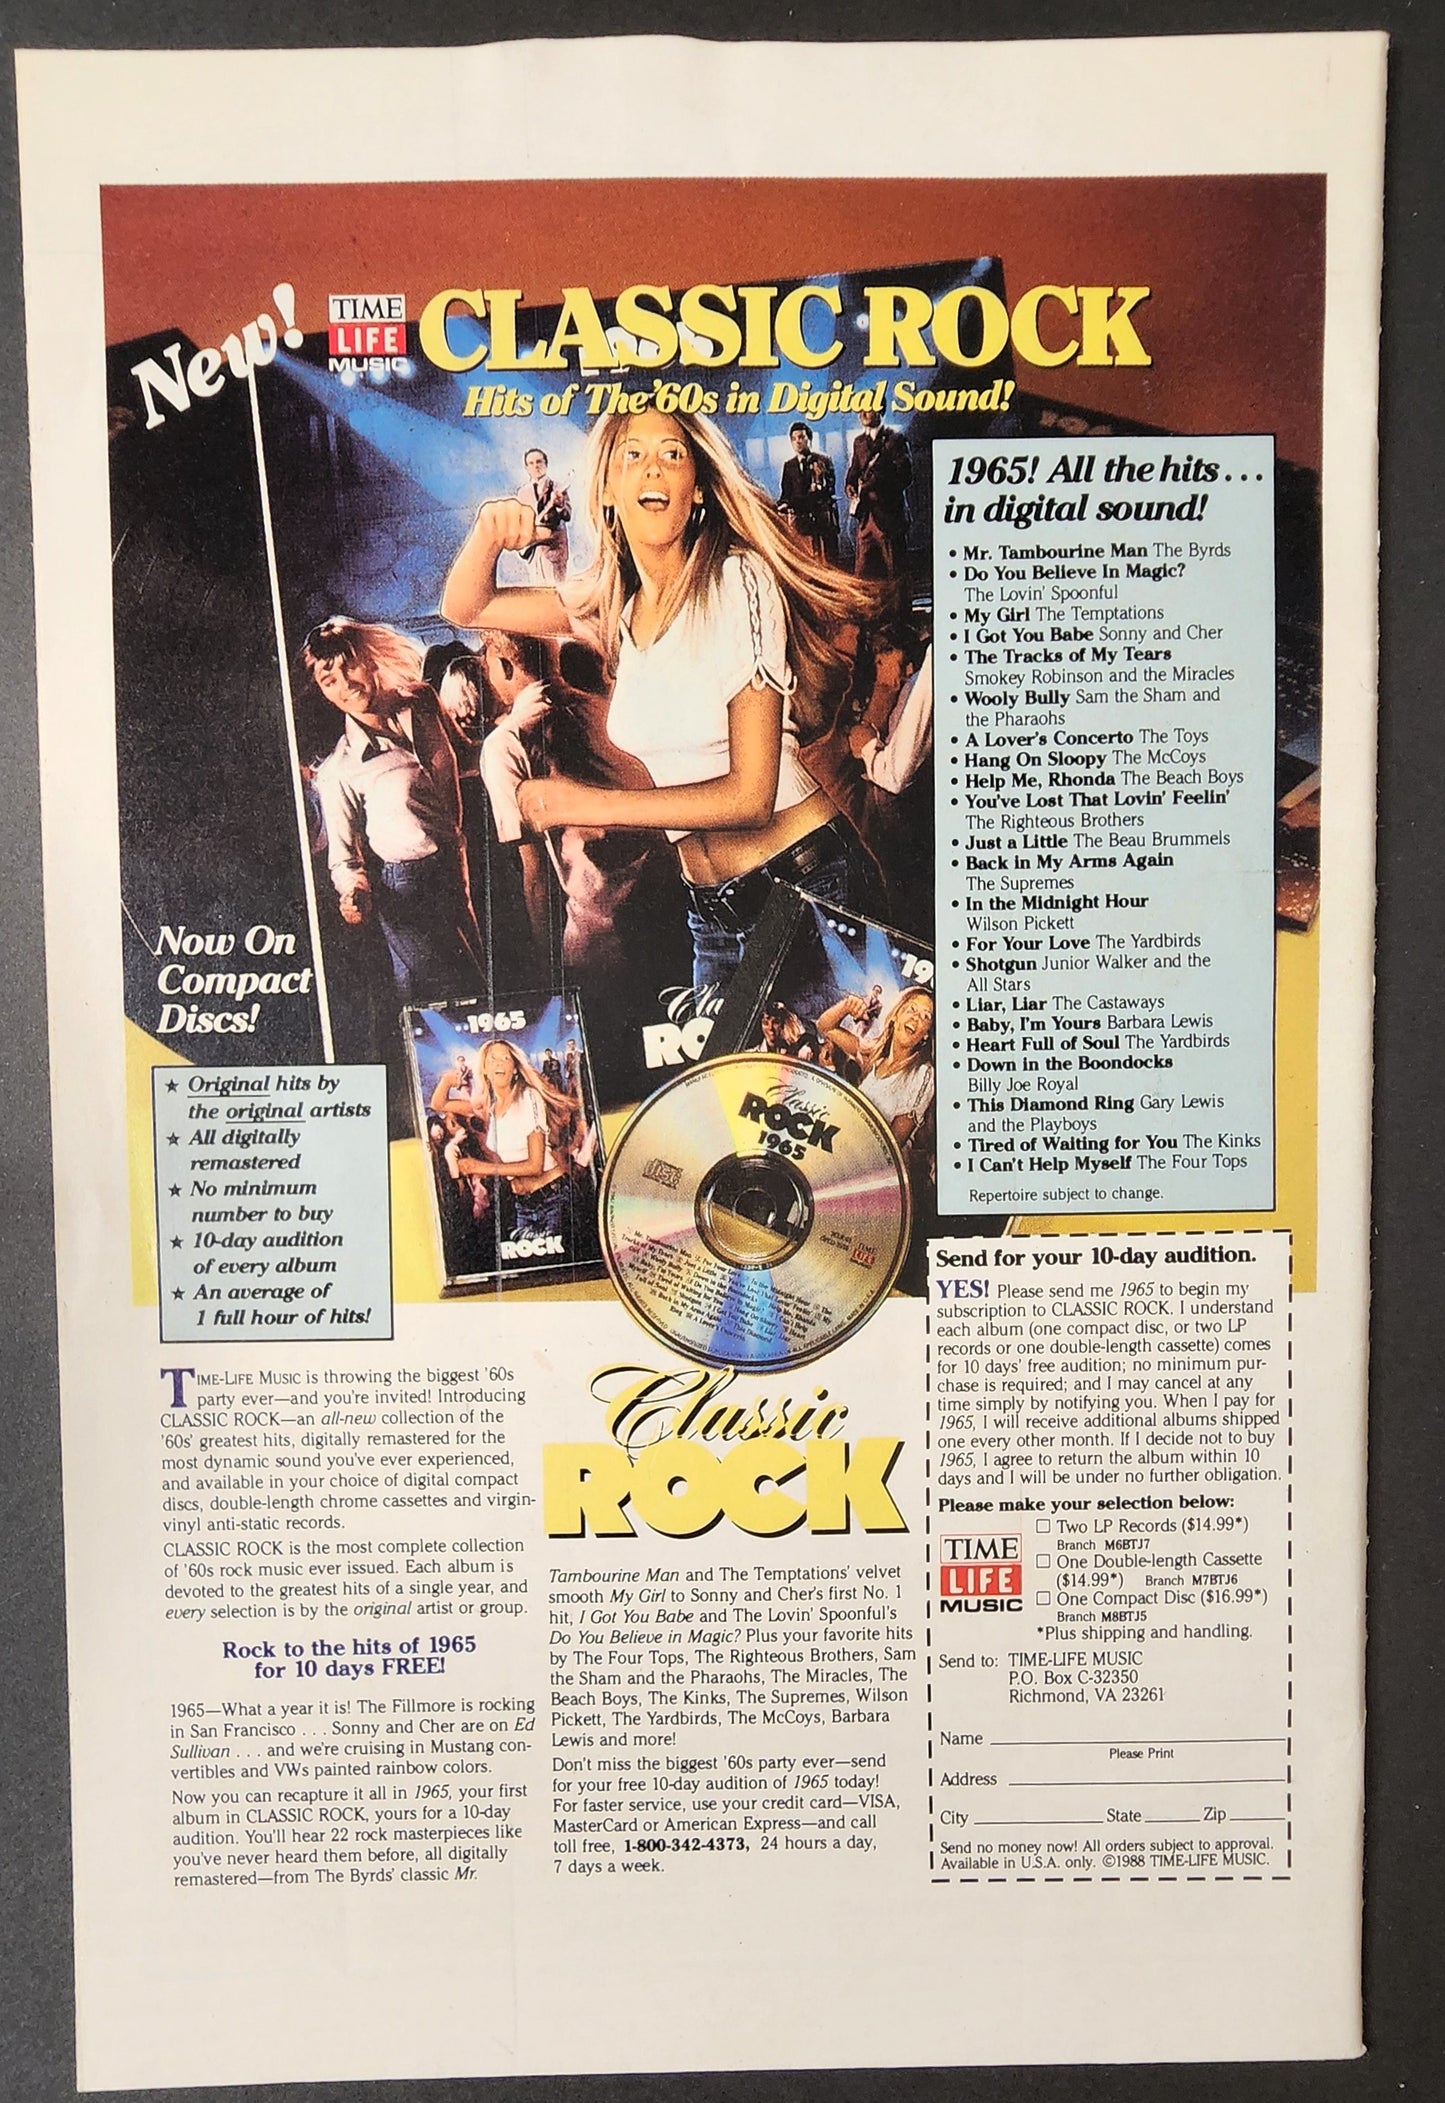 New!
TIME
LIFE
MUSIC
CLASSIC ROCK
Hits of The '60s in Digital Sound!
1965! All the hits...
in digital sound!
• Mr. Tambourine Man The Byrds
• Do You Believe In Magic?
The Lovin' Spoonful
• My Girl The Temptations
• I Got You Babe Sonny and Cher
• The Tracks of My Tears
Smokey Robinson and the Miracles
• Wooly Bully Sam the Sham and
the Pharaohs
• A Lover's Concerto The Toys
• Hang On Sloopy The McCoys
• Help Me, Rhonda The Beach Boys
• You've Lost That Lovin' Feelin'
The Righteous Brothers
• Just a Little The Beau Brummels
• Back in My Arms Again
The Supremes
• In the Midnight Hour
Wilson Pickett
• For Your Love The Yardbirds
• Shotgun Junior Walker and the
All Stars
• Liar, Liar The Castaways
• Baby, I'm Yours Barbara Lewis
• Heart Full of Soul The Yardbirds
• Down in the Boondocks
Billy Joe Royal
• This Diamond Ring Gary Lewis
and the Playboys
• Tired of Waiting for You The Kinks
• I Can't Help Myself The Four Tops
Repertoire subject to change.
Now On
Compact
Discs!
★ Original hits by
the original artists
★ All digitally
remastered
★ No minimum
number to buy
★ 10-day audition
of every album
★ An average of
1 full hour of hits!
1965
Classic
ROCK
Cla
ROC
19
Classic
ROCK
1965
TIME
LIFE
Classic
ROCK
TIME-LIFE MUSIC is throwing the biggest '60s
party ever—and you're invited! Introducing
CLASSIC ROCK—an all-new collection of the
'60s' greatest hits, digitally remastered for the
most dynamic sound you've ever experienced,
and available in your choice of digital compact
discs, double-length chrome cassettes and virgin-
vinyl anti-static records.
CLASSIC ROCK is the most complete collection
of '60s rock music ever issued. Each album is
devoted to the greatest hits of a single year, and
every selection is by the original artist or group.
Rock to the hits of 1965
for 10 days FREE!
1965—What a year it is! The Fillmore is rocking
in San Francisco . . . Sonny and Cher are on Ed
Sullivan . . . and we're cruising in Mustang con-
vertibles and VWs painted rainbow colors.
Now you can recapture it all in 1965, your first
album in CLASSIC ROCK, yours for a 10-day
audition. You'll hear 22 rock masterpieces like
you've never heard them before, all digitally
remastered—from The Byrds' classic Mr.
Tambourine Man and The Temptations' velvet
smooth My Girl to Sonny and Cher's first No. 1
hit, I Got You Babe and The Lovin' Spoonful's
Do You Believe in Magic? Plus your favorite hits
by The Four Tops, The Righteous Brothers, Sam
the Sham and the Pharaohs, The Miracles, The
Beach Boys, The Kinks, The Supremes, Wilson
Pickett, The Yardbirds, The McCoys, Barbara
Lewis and more!
Don't miss the biggest '60s party ever—send
for your free 10-day audition of 1965 today!
For faster service, use your credit card—VISA,
MasterCard or American Express—and call
toll free, 1-800-342-4373, 24 hours a day,
7 days a week.
Send for your 10-day audition.
YES! Please send me 1965 to begin my
subscription to CLASSIC ROCK. I understand
each album (one compact disc, or two LP
records or one double-length cassette) comes
for 10 days' free audition; no minimum pur-
chase is required; and I may cancel at any
time simply by notifying you. When I pay for
1965, I will receive additional albums shipped
one every other month. If I decide not to buy
1965, I agree to return the album within 10
days and I will be under no further obligation.
Please make your selection below:
TIME
LIFE
MUSIC
☐ Two LP Records ($14.99*)
Branch M6BTJ7
☐ One Double-length Cassette
($14.99*) Branch M7BTJ6
☐ One Compact Disc ($16.99*)
Branch M8BTJ5
*Plus shipping and handling.
Send to: TIME-LIFE MUSIC
P.O. Box C-32350
Richmond, VA 23261
Name
Please Print
Address
City State Zip
Send no money now! All orders subject to approval.
Available in U.S.A. only. ©1988 TIME-LIFE MUSIC.